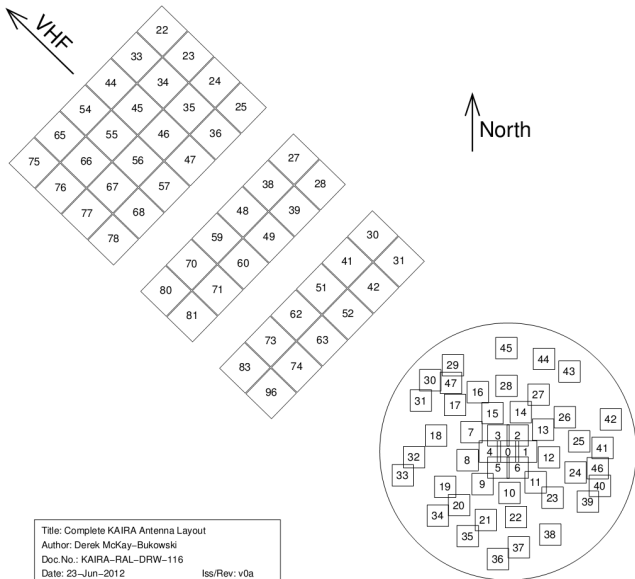 VHF
22
33 23
44 34 24
54 45 35 25
65 55 46 36
75 66 56 47
76 67 57
77 68
78
27
38 28
48 39
59 49
70 60
80 71
81
30
41 31
51 42
62 52
73 63
83 74
96
North
45
44
29 43
30 47 28
31 16 27
17 15 14 26
42
7 3 2 13
18 25
4 0 1 41
32 8 12
33 5 6 24 46
19 9 11 40
10 23 39
20
34 21 22
35 38
37
36
Title: Complete KAIRA Antenna Layout
Author: Derek McKay−Bukowski
Doc.No.: KAIRA−RAL−DRW−116
Date: 23−Jun−2012 Iss/Rev: v0a